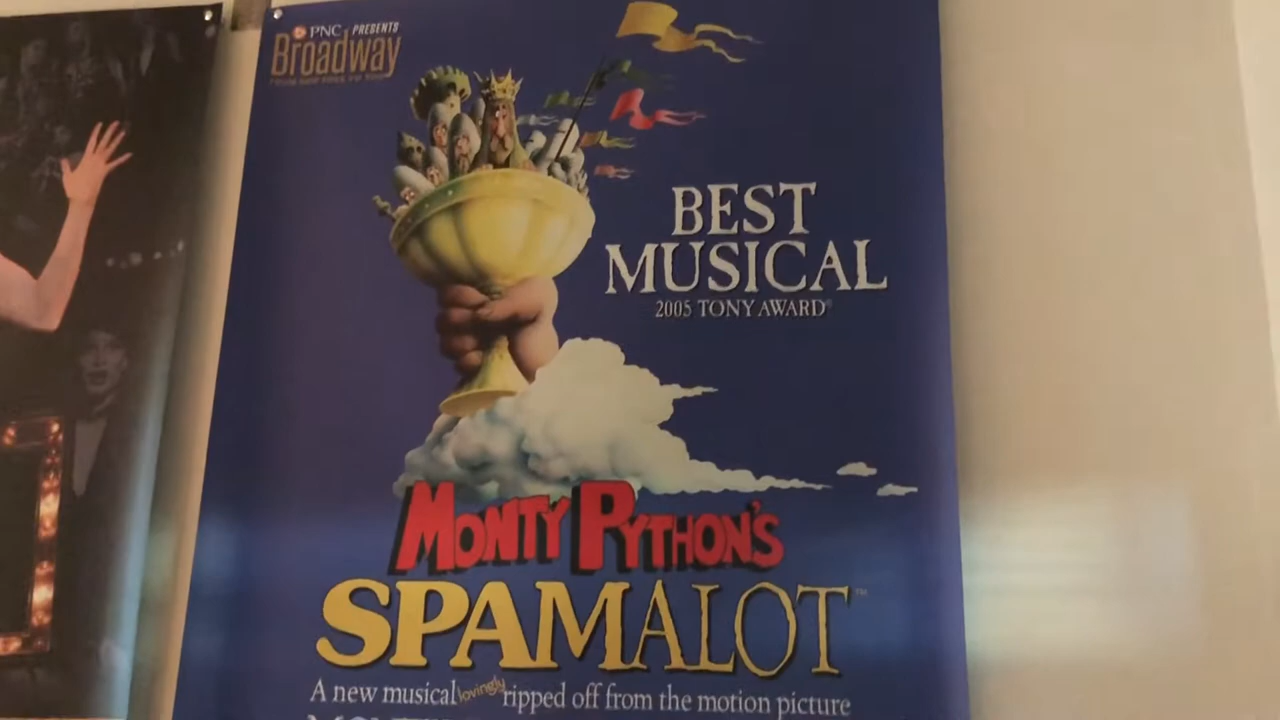 PNC PRESENTS
Broadway
BEST
MUSICAL
2005 TONY AWARD®
MONTY PYTHON'S
SPAMALOT™
A new musical lovingly ripped off from the motion picture